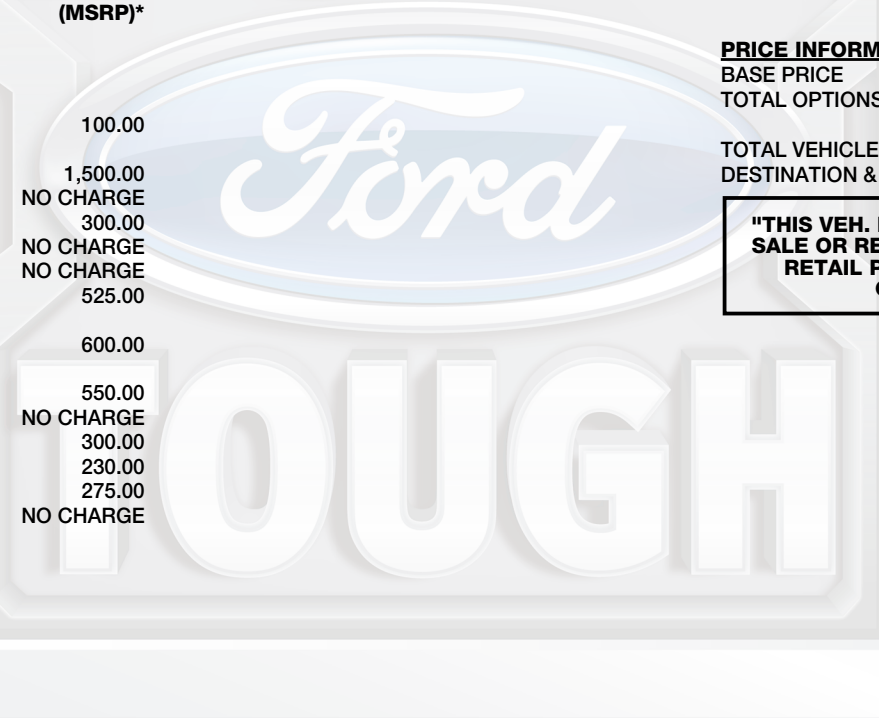 (MSRP)*
100.00
1,500.00
NO CHARGE
300.00
NO CHARGE
NO CHARGE
525.00
600.00
550.00
NO CHARGE
300.00
230.00
275.00
NO CHARGE
PRICE INFORM
BASE PRICE
TOTAL OPTIONS
TOTAL VEHICLE
DESTINATION &
"THIS VEH.
SALE OR RE
RETAIL P
Ford
TOUGH